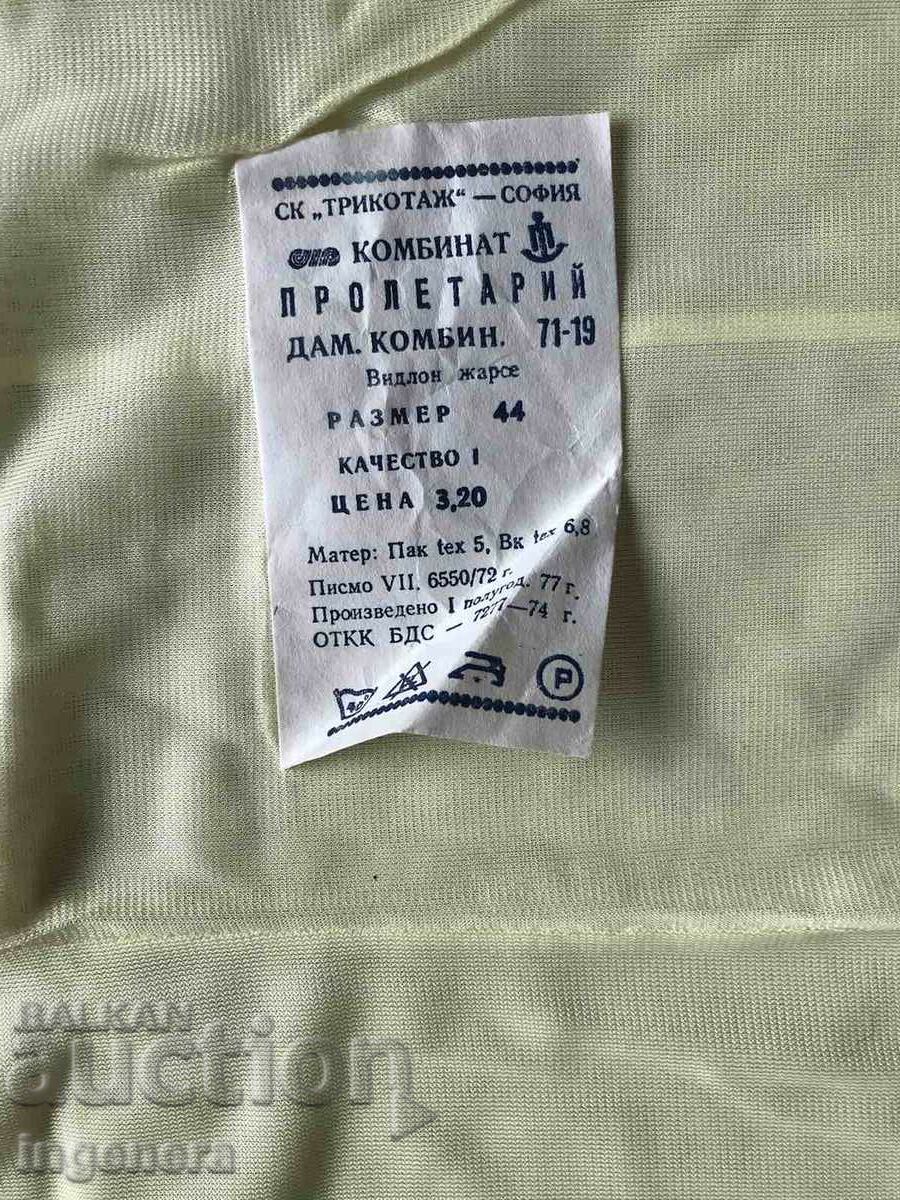 СК „ТРИКОТАЖ“ — СОФИЯ
КОМБИНАТ
ПРОЛЕТАРИЙ
ДАМ. КОМБИН. 71-19
Видлон жарсе
РАЗМЕР 44
КАЧЕСТВО I
ЦЕНА 3,20
Матер: Пак tex 5, Вк tex 6,8
Писмо VII. 6550/72 г.
Произведено I полугод. 77 г.
ОТКК БДС — 7277—74 г.
40° P
BALKAN
auction
ingenera